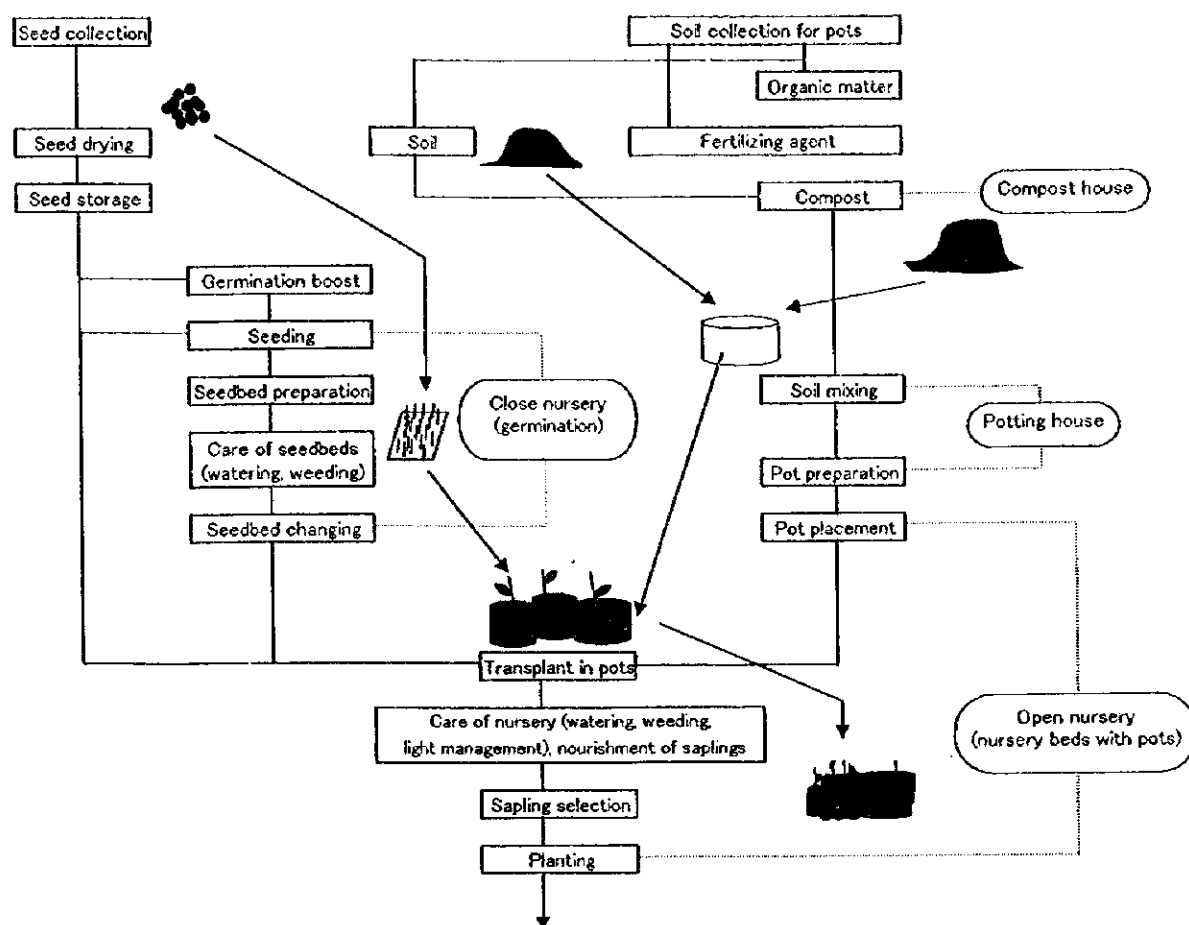 Seed collection
Soil collection for pots
Organic matter
Seed drying
Soil
Fertilizing agent
Seed storage
Compost
Compost house
Germination boost
Seeding
Seedbed preparation
Close nursery
(germination)
Soil mixing
Potting house
Care of seedbeds
(watering, weeding)
Pot preparation
Seedbed changing
Pot placement
Transplant in pots
Care of nursery (watering, weeding,
light management), nourishment of saplings
Open nursery
(nursery beds with pots)
Sapling selection
Planting